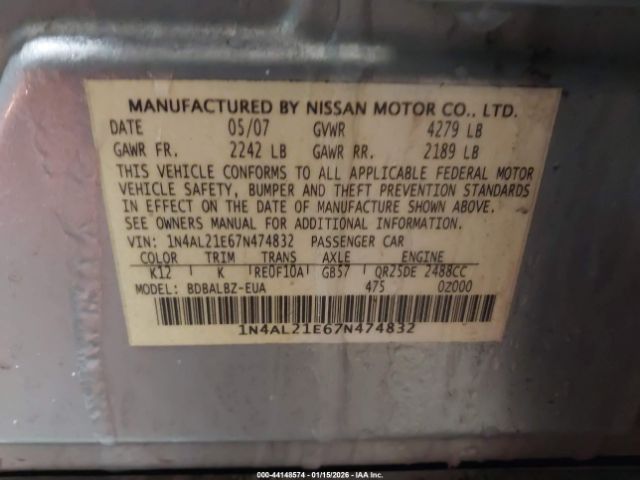 MANUFACTURED BY NISSAN MOTOR CO., LTD.
DATE 05/07 GVWR 4279 LB
GAWR FR. 2242 LB GAWR RR. 2189 LB
THIS VEHICLE CONFORMS TO ALL APPLICABLE FEDERAL MOTOR
VEHICLE SAFETY, BUMPER AND THEFT PREVENTION STANDARDS
IN EFFECT ON THE DATE OF MANUFACTURE SHOWN ABOVE.
SEE OWNERS MANUAL FOR ADDITIONAL INFORMATION.
VIN: 1N4AL21E67N474832 PASSENGER CAR
COLOR TRIM TRANS AXLE ENGINE
K12 K RE0F10A GB57 QR25DE 2488CC
MODEL: BDBALBZ-EUA 475 0Z000
1N4AL21E67N474832
000-44148574 | 01/15/2026 - IAA Inc.